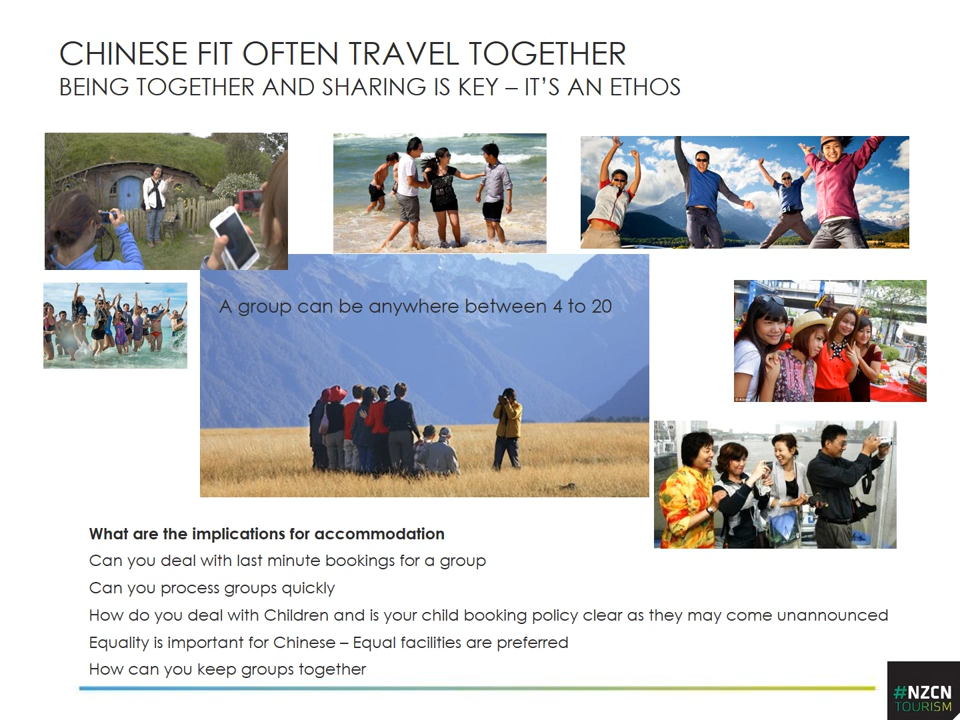 CHINESE FIT OFTEN TRAVEL TOGETHER
BEING TOGETHER AND SHARING IS KEY – IT’S AN ETHOS
A group can be anywhere between 4 to 20
What are the implications for accommodation
Can you deal with last minute bookings for a group
Can you process groups quickly
How do you deal with Children and is your child booking policy clear as they may come unannounced
Equality is important for Chinese – Equal facilities are preferred
How can you keep groups together
#NZCN
TOURISM